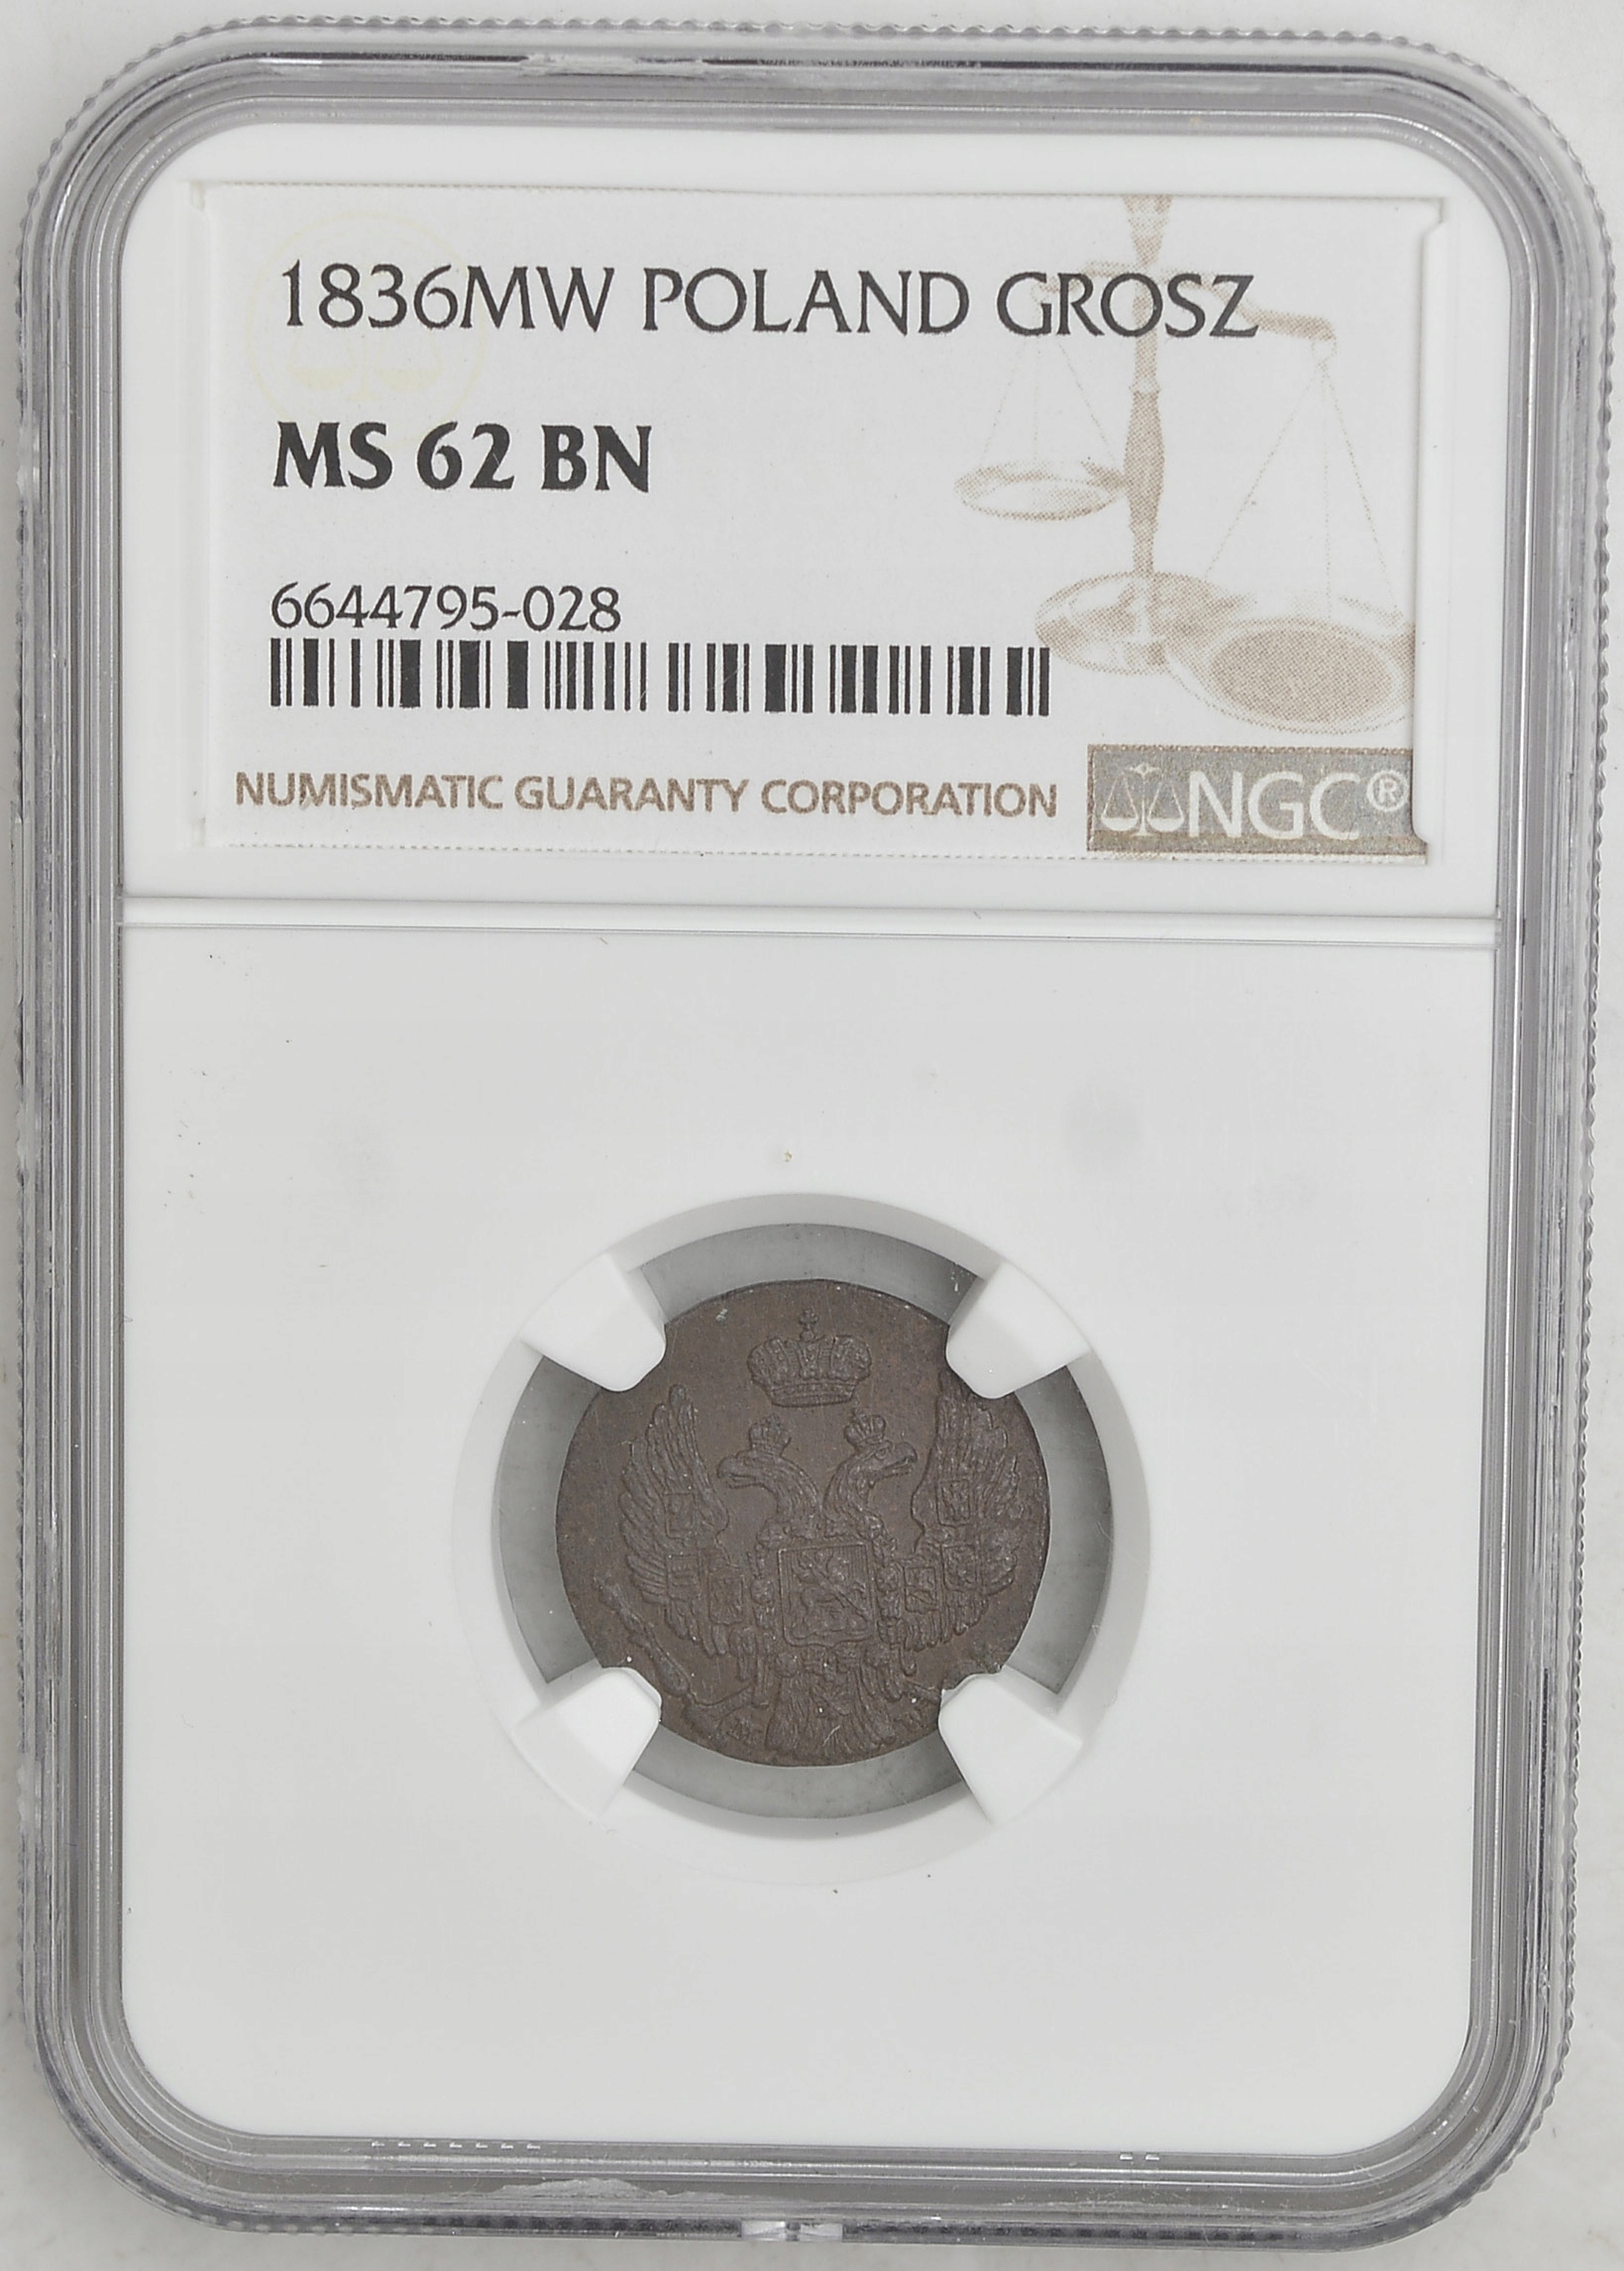 1836MW POLAND GROSZ
MS 62 BN
6644795-028
NUMISMATIC GUARANTY CORPORATION
NGC®
M W